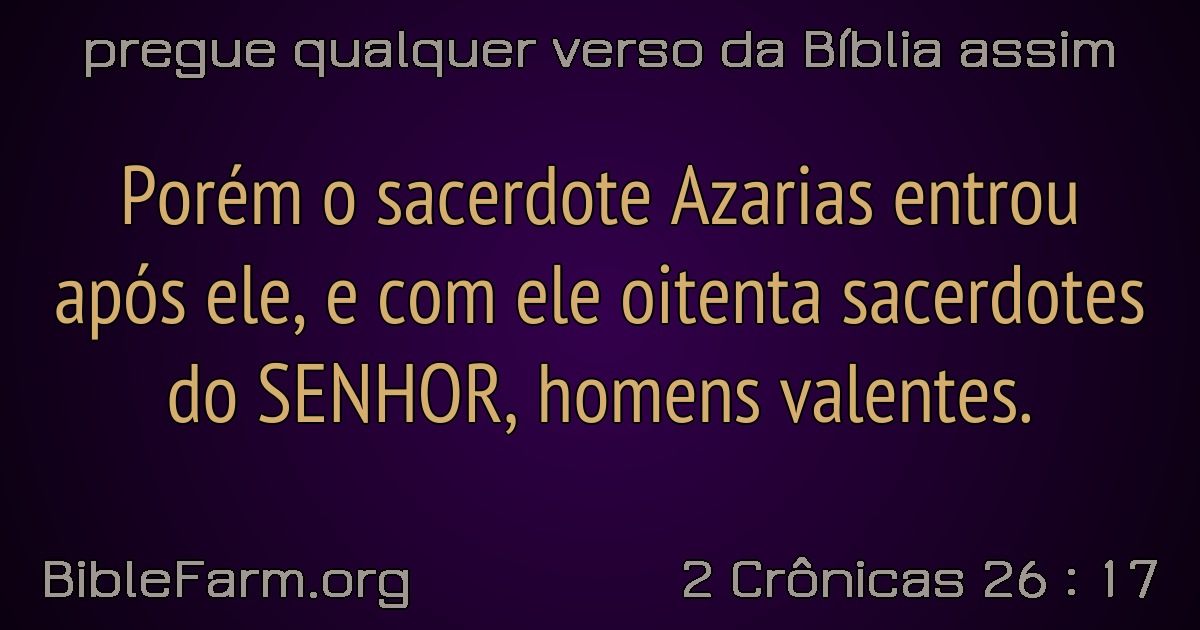 pregue qualquer verso da Bíblia assim
Porém o sacerdote Azarias entrou
após ele, e com ele oitenta sacerdotes
do SENHOR, homens valentes.
BibleFarm.org
2 Crônicas 26 : 17